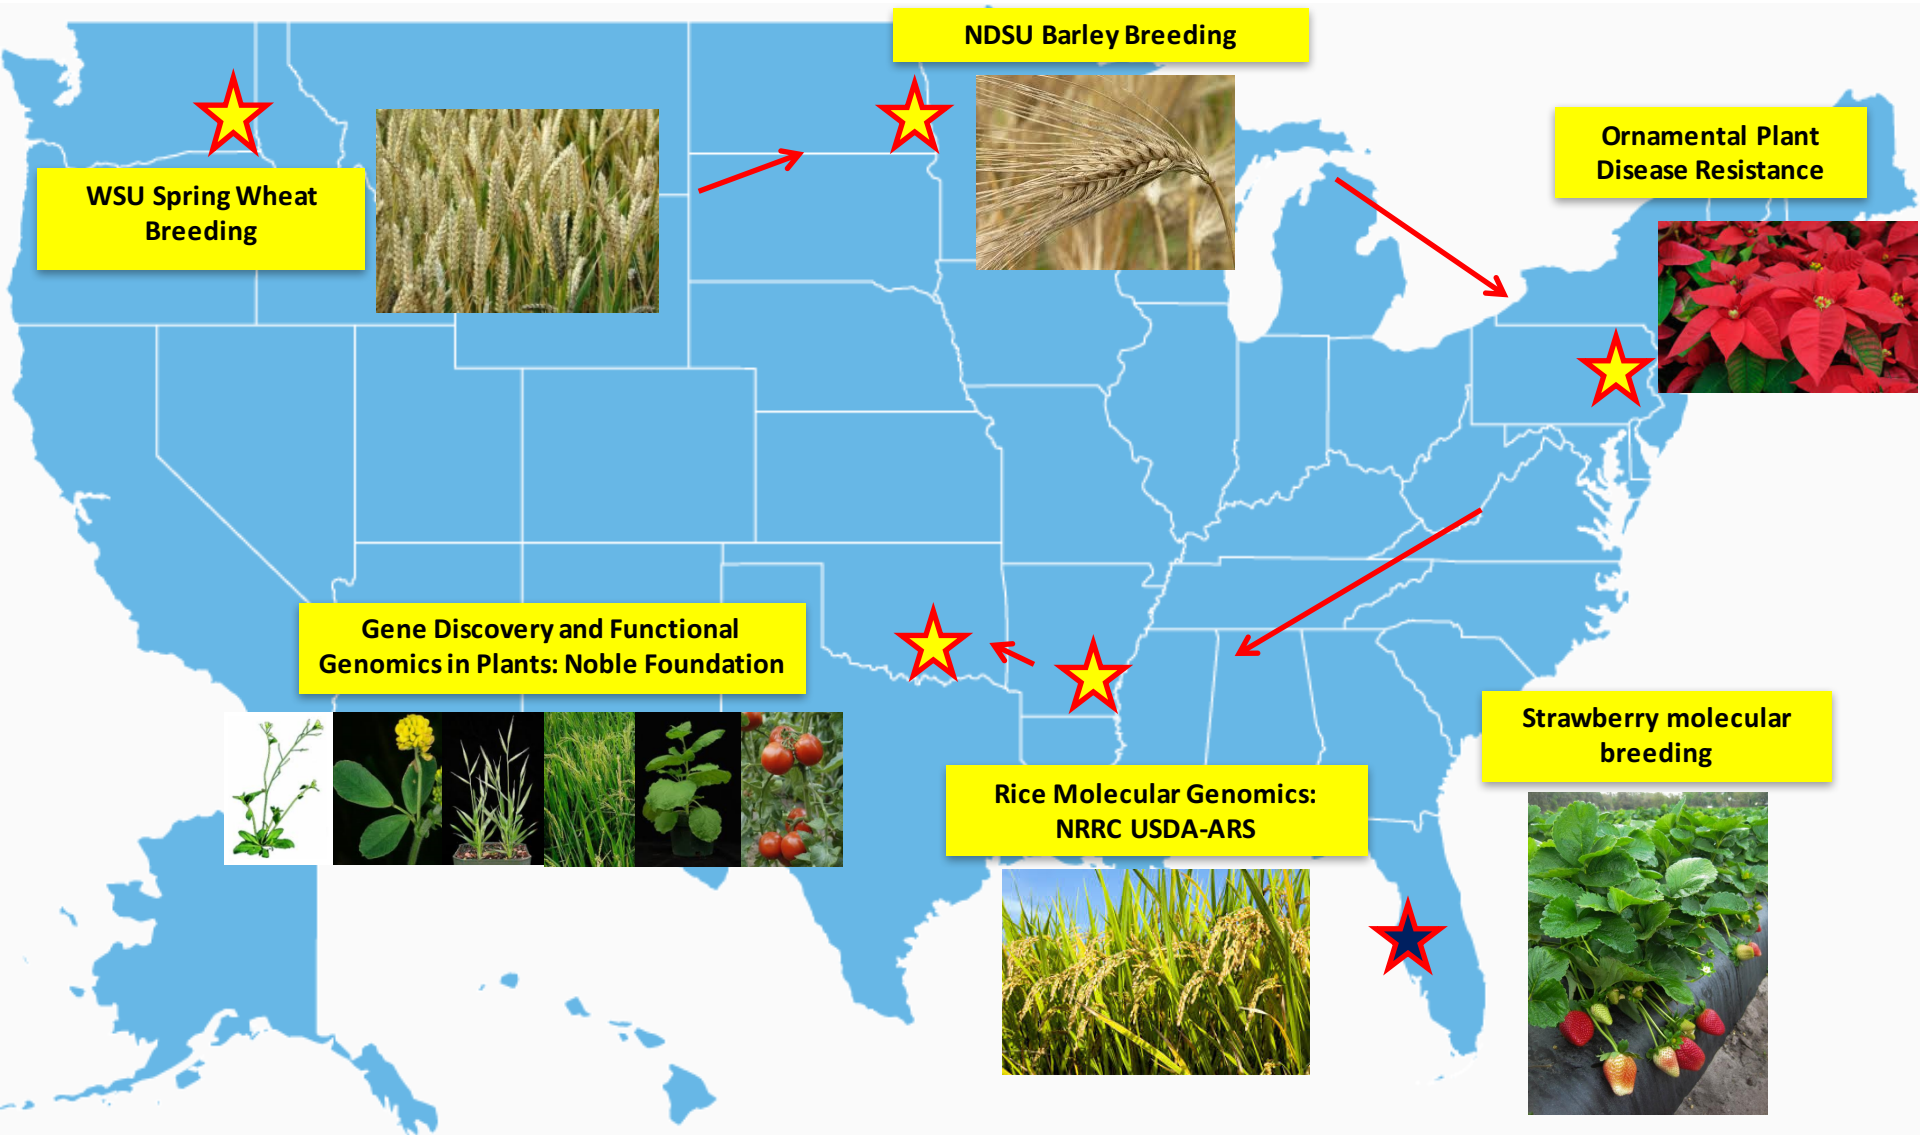 NDSU Barley Breeding
Ornamental Plant
Disease Resistance
WSU Spring Wheat
Breeding
Gene Discovery and Functional
Genomics in Plants: Noble Foundation
Strawberry molecular
breeding
Rice Molecular Genomics:
NRRC USDA-ARS